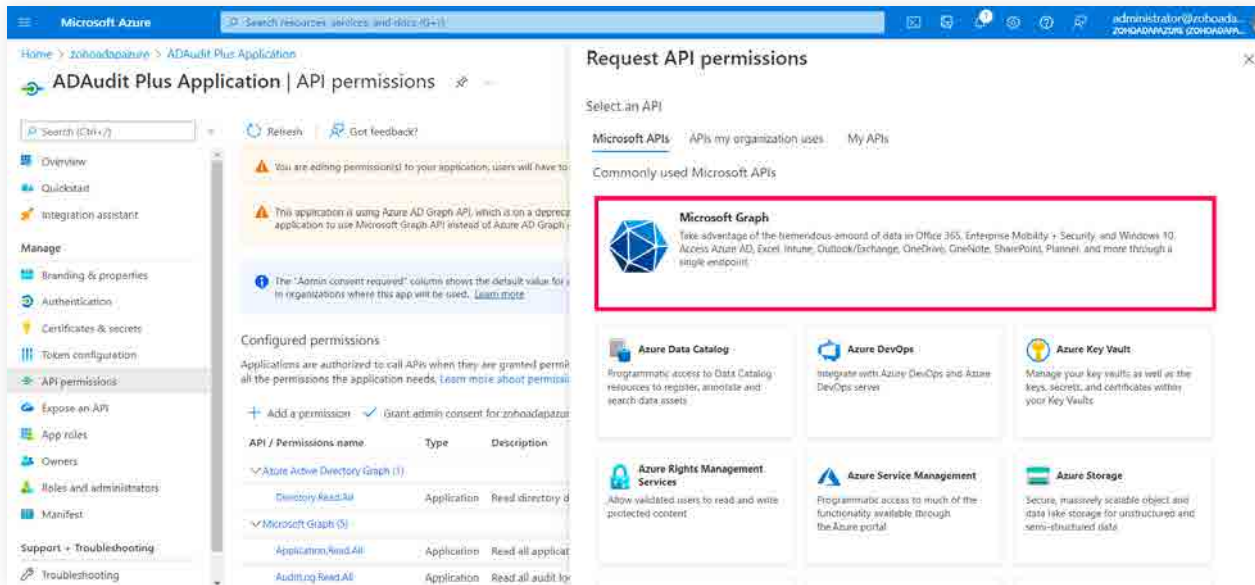 Microsoft Azure
Search resources, services, and docs (G+/)
administrator@zohoada...
ZOHOADAPAZURE (ZOHOADAPA...
Home > zohoadapazure > ADAudit Plus Application
ADAudit Plus Application | API permissions
Search (Ctrl+/)
Overview
Quickstart
Integration assistant
Manage
Branding & properties
Authentication
Certificates & secrets
Token configuration
API permissions
Expose an API
App roles
Owners
Roles and administrators
Manifest
Support + Troubleshooting
Troubleshooting
Refresh
Got feedback?
You are editing permission(s) to your application, users will have to
This application is using Azure AD Graph API, which is on a depreca
application to use Microsoft Graph API instead of Azure AD Graph
The "Admin consent required" column shows the default value for
in organizations where this app will be used. Learn more
Configured permissions
Applications are authorized to call APIs when they are granted permi
all the permissions the application needs. Learn more about permissi
Add a permission
Grant admin consent for zohoadapazur
API / Permissions name Type Description
Azure Active Directory Graph (1)
Directory.Read.All Application Read directory d
Microsoft Graph (5)
Application.Read.All Application Read all applicat
AuditLog.Read.All Application Read all audit lo
Request API permissions
Select an API
Microsoft APIs APIs my organization uses My APIs
Commonly used Microsoft APIs
Microsoft Graph
Take advantage of the tremendous amount of data in Office 365, Enterprise Mobility + Security, and Windows 10.
Access Azure AD, Excel, Intune, Outlook/Exchange, OneDrive, OneNote, SharePoint, Planner, and more through a
single endpoint.
Azure Data Catalog
Programmatic access to Data Catalog
resources to register, annotate and
search data assets
Azure DevOps
Integrate with Azure DevOps and Azure
DevOps server
Azure Key Vault
Manage your key vaults as well as the
keys, secrets, and certificates within
your Key Vaults
Azure Rights Management
Services
Allow validated users to read and write
protected content
Azure Service Management
Programmatic access to much of the
functionality available through
the Azure portal
Azure Storage
Secure, massively scalable object and
data lake storage for unstructured and
semi-structured data